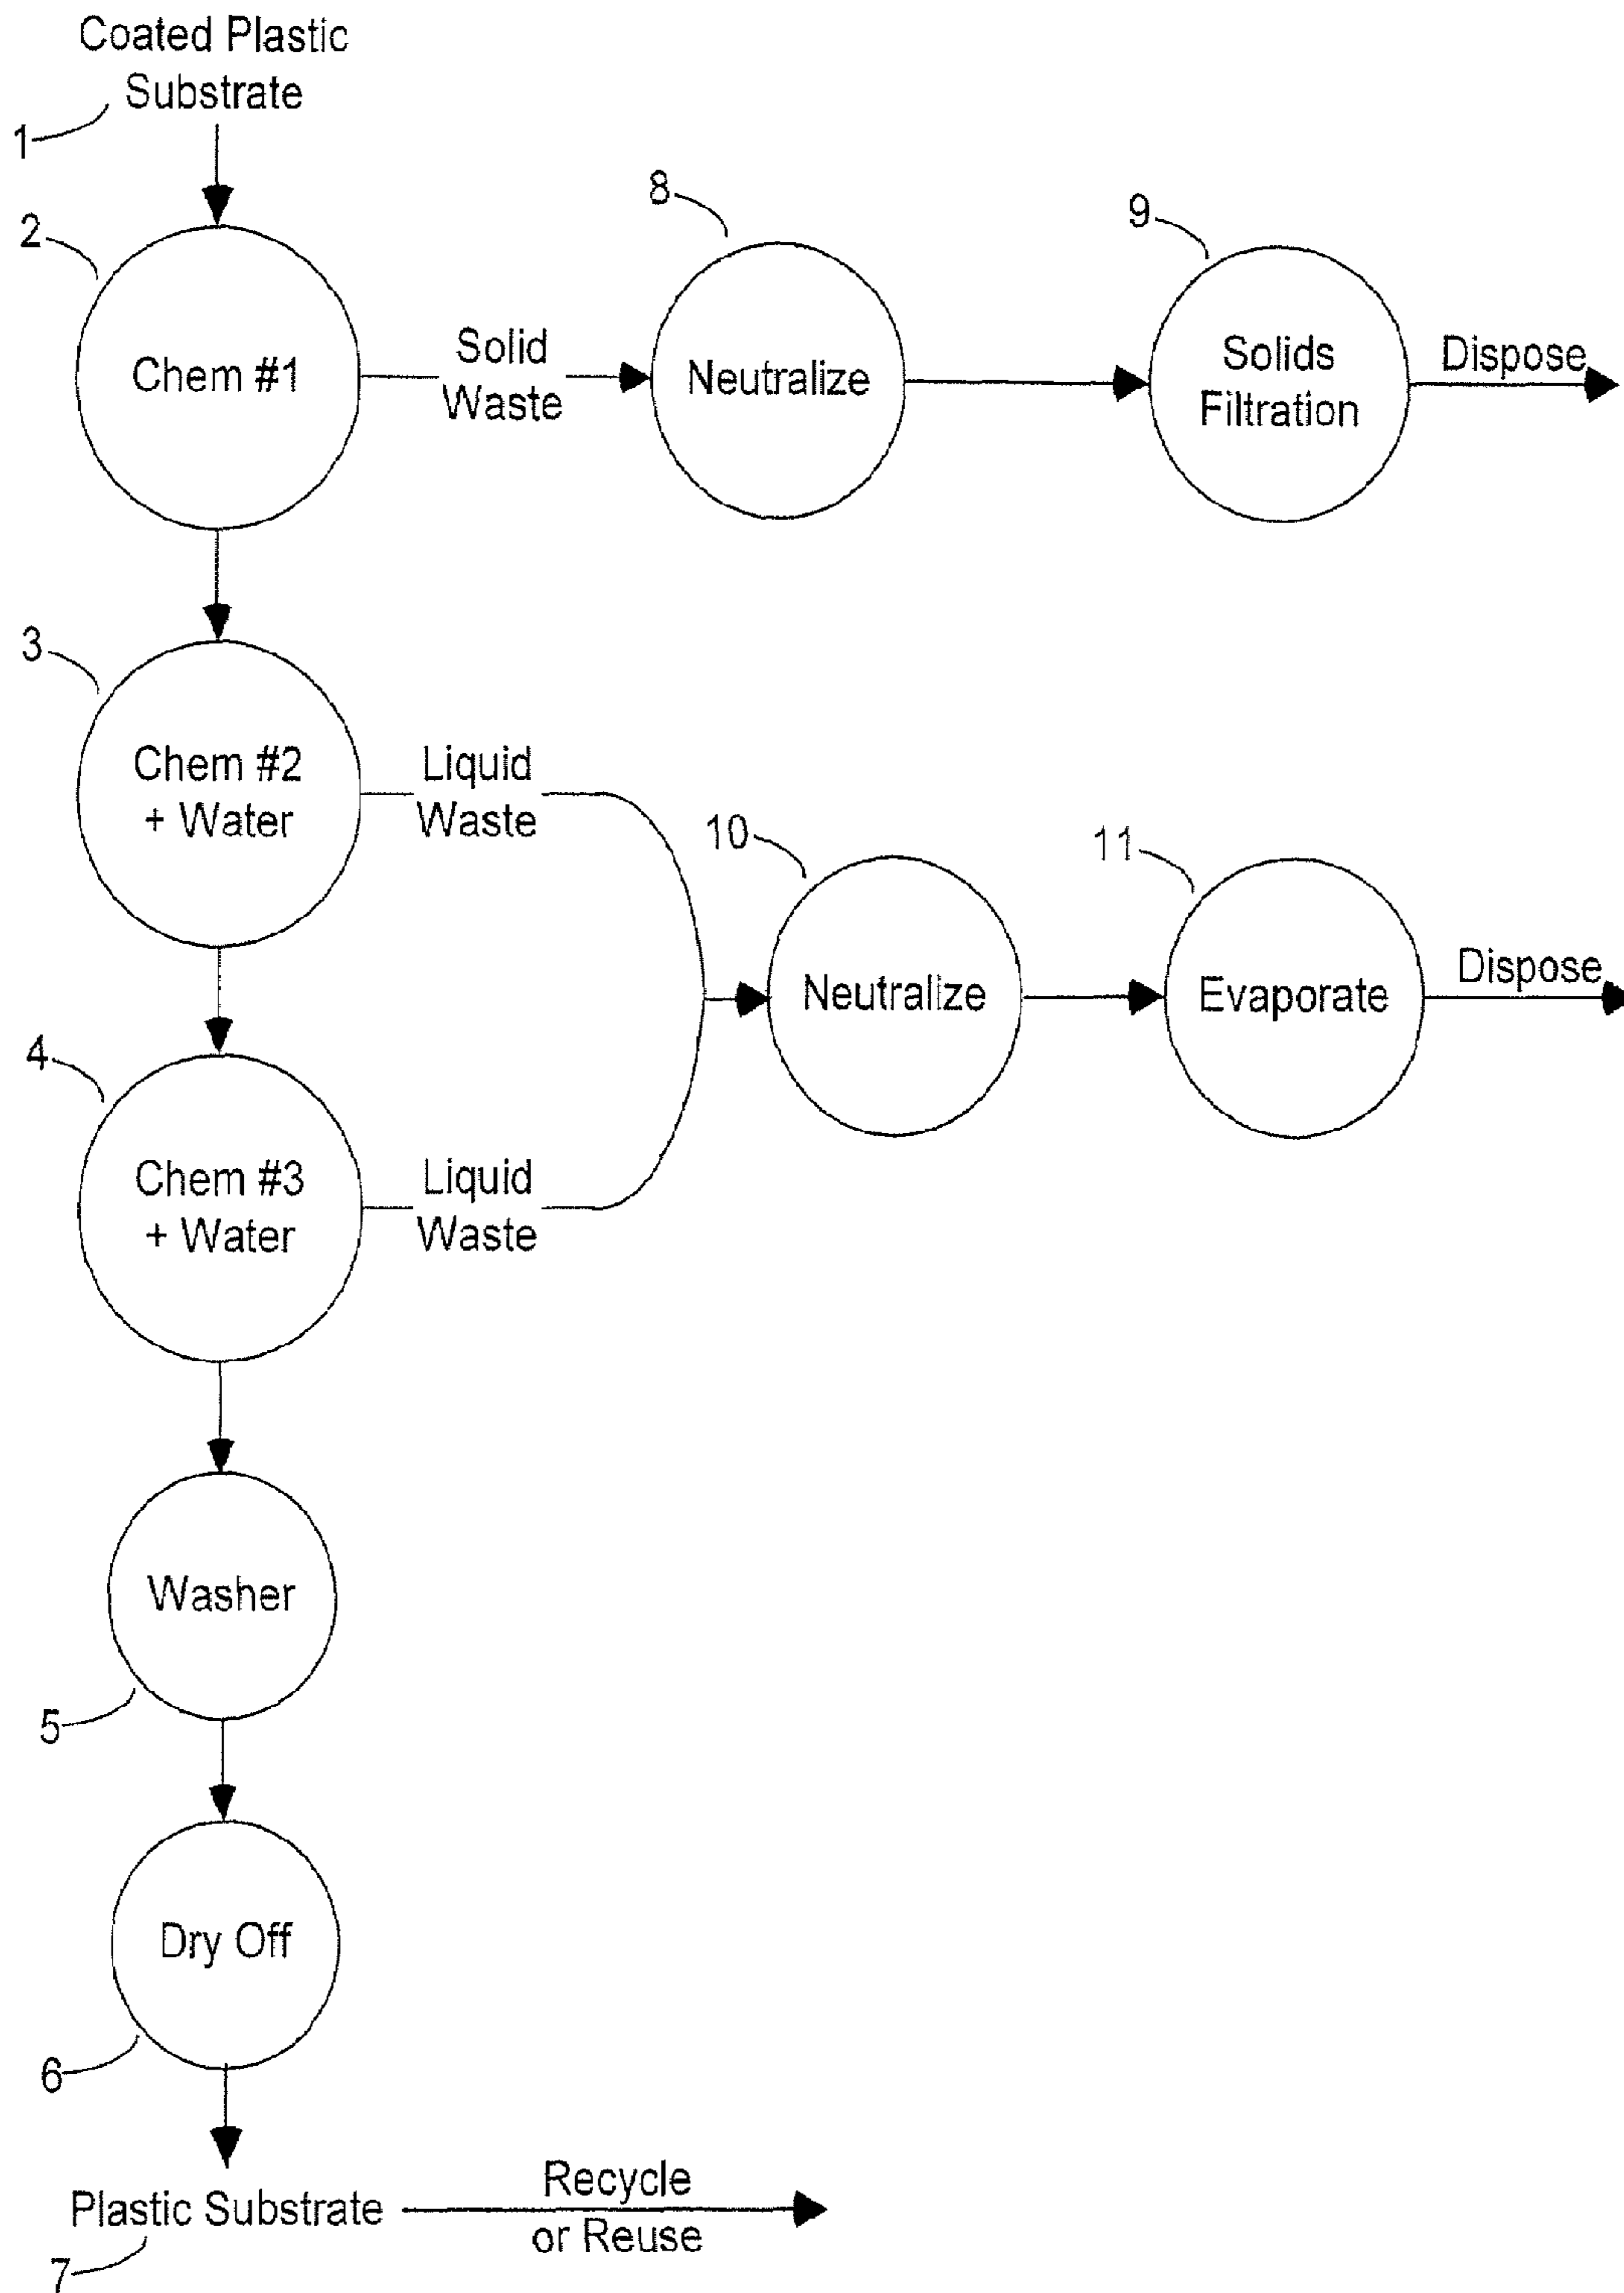 Coated Plastic
Substrate
1
2
Chem #1
Solid
Waste
8
Neutralize
9
Solids
Filtration
Dispose
3
Chem #2
+ Water
Liquid
Waste
10
Neutralize
11
Evaporate
Dispose
4
Chem #3
+ Water
Liquid
Waste
Washer
5
Dry Off
6
Plastic Substrate
7
Recycle
or Reuse